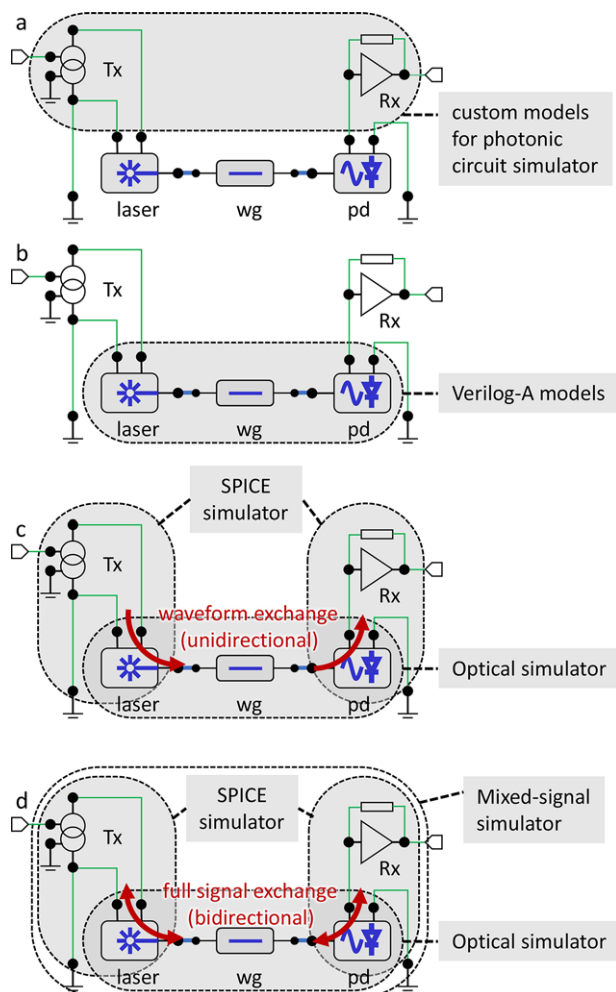 a
Tx
Rx
custom models
for photonic
circuit simulator
laser
wg
pd
b
Tx
Rx
Verilog-A models
laser
wg
pd
SPICE
simulator
c
Tx
Rx
waveform exchange
(unidirectional)
Optical simulator
laser
wg
pd
d
SPICE
simulator
Mixed-signal
simulator
Tx
Rx
full signal exchange
(bidirectional)
Optical simulator
laser
wg
pd